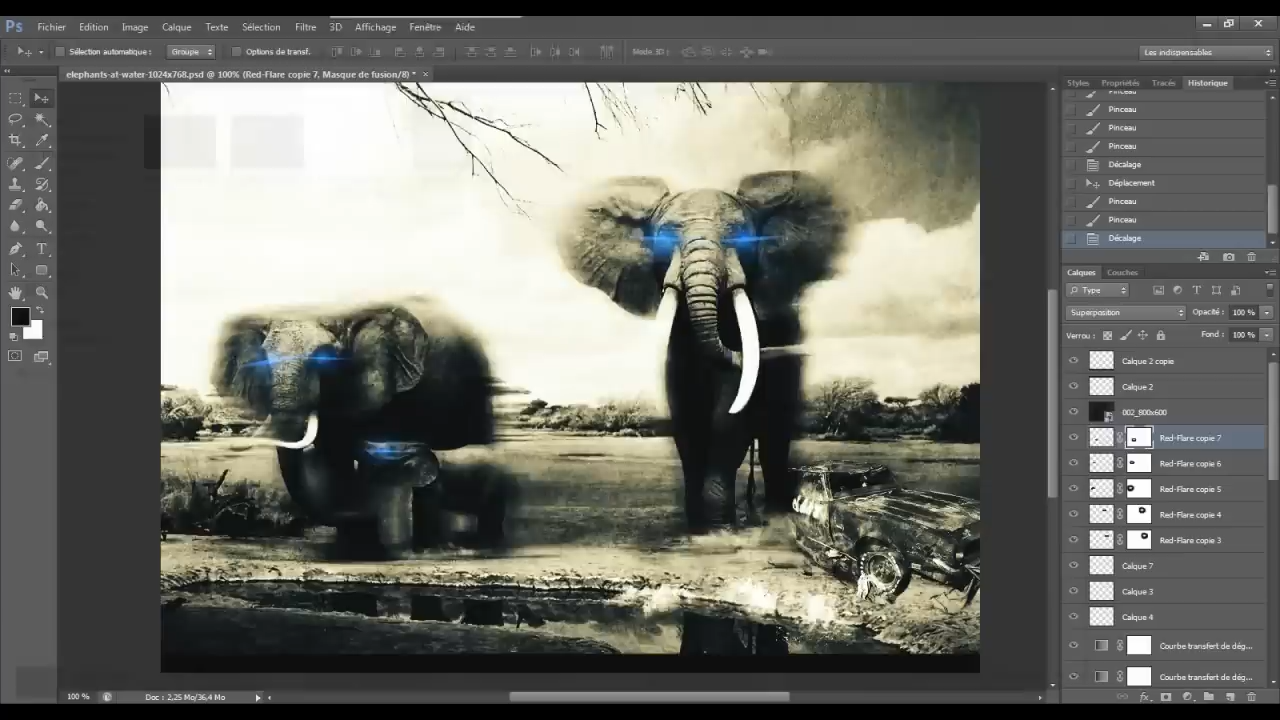 Ps Fichier Edition Image Calque Texte Sélection Filtre 3D Affichage Fenêtre Aide
Sélection automatique : Groupe Options de transf. Mode 3D : Les indispensables
elephants-at-water-1024x768.psd @ 100% (Red-Flare copie 7, Masque de fusion/8) * ×
Styles Propriétés Tracés Historique
Pinceau
Pinceau
Pinceau
Pinceau
Décalage
Déplacement
Pinceau
Pinceau
Décalage
Calques Couches
Type
Superposition Opacité : 100 %
Verrou : Fond : 100 %
Calque 2 copie
Calque 2
002_800x600
Red-Flare copie 7
Red-Flare copie 6
Red-Flare copie 5
Red-Flare copie 4
Red-Flare copie 3
Calque 7
Calque 3
Calque 4
Courbe transfert de dég...
Courbe transfert de dég...
100 % Doc : 2,25 Mo/36,4 Mo
fx